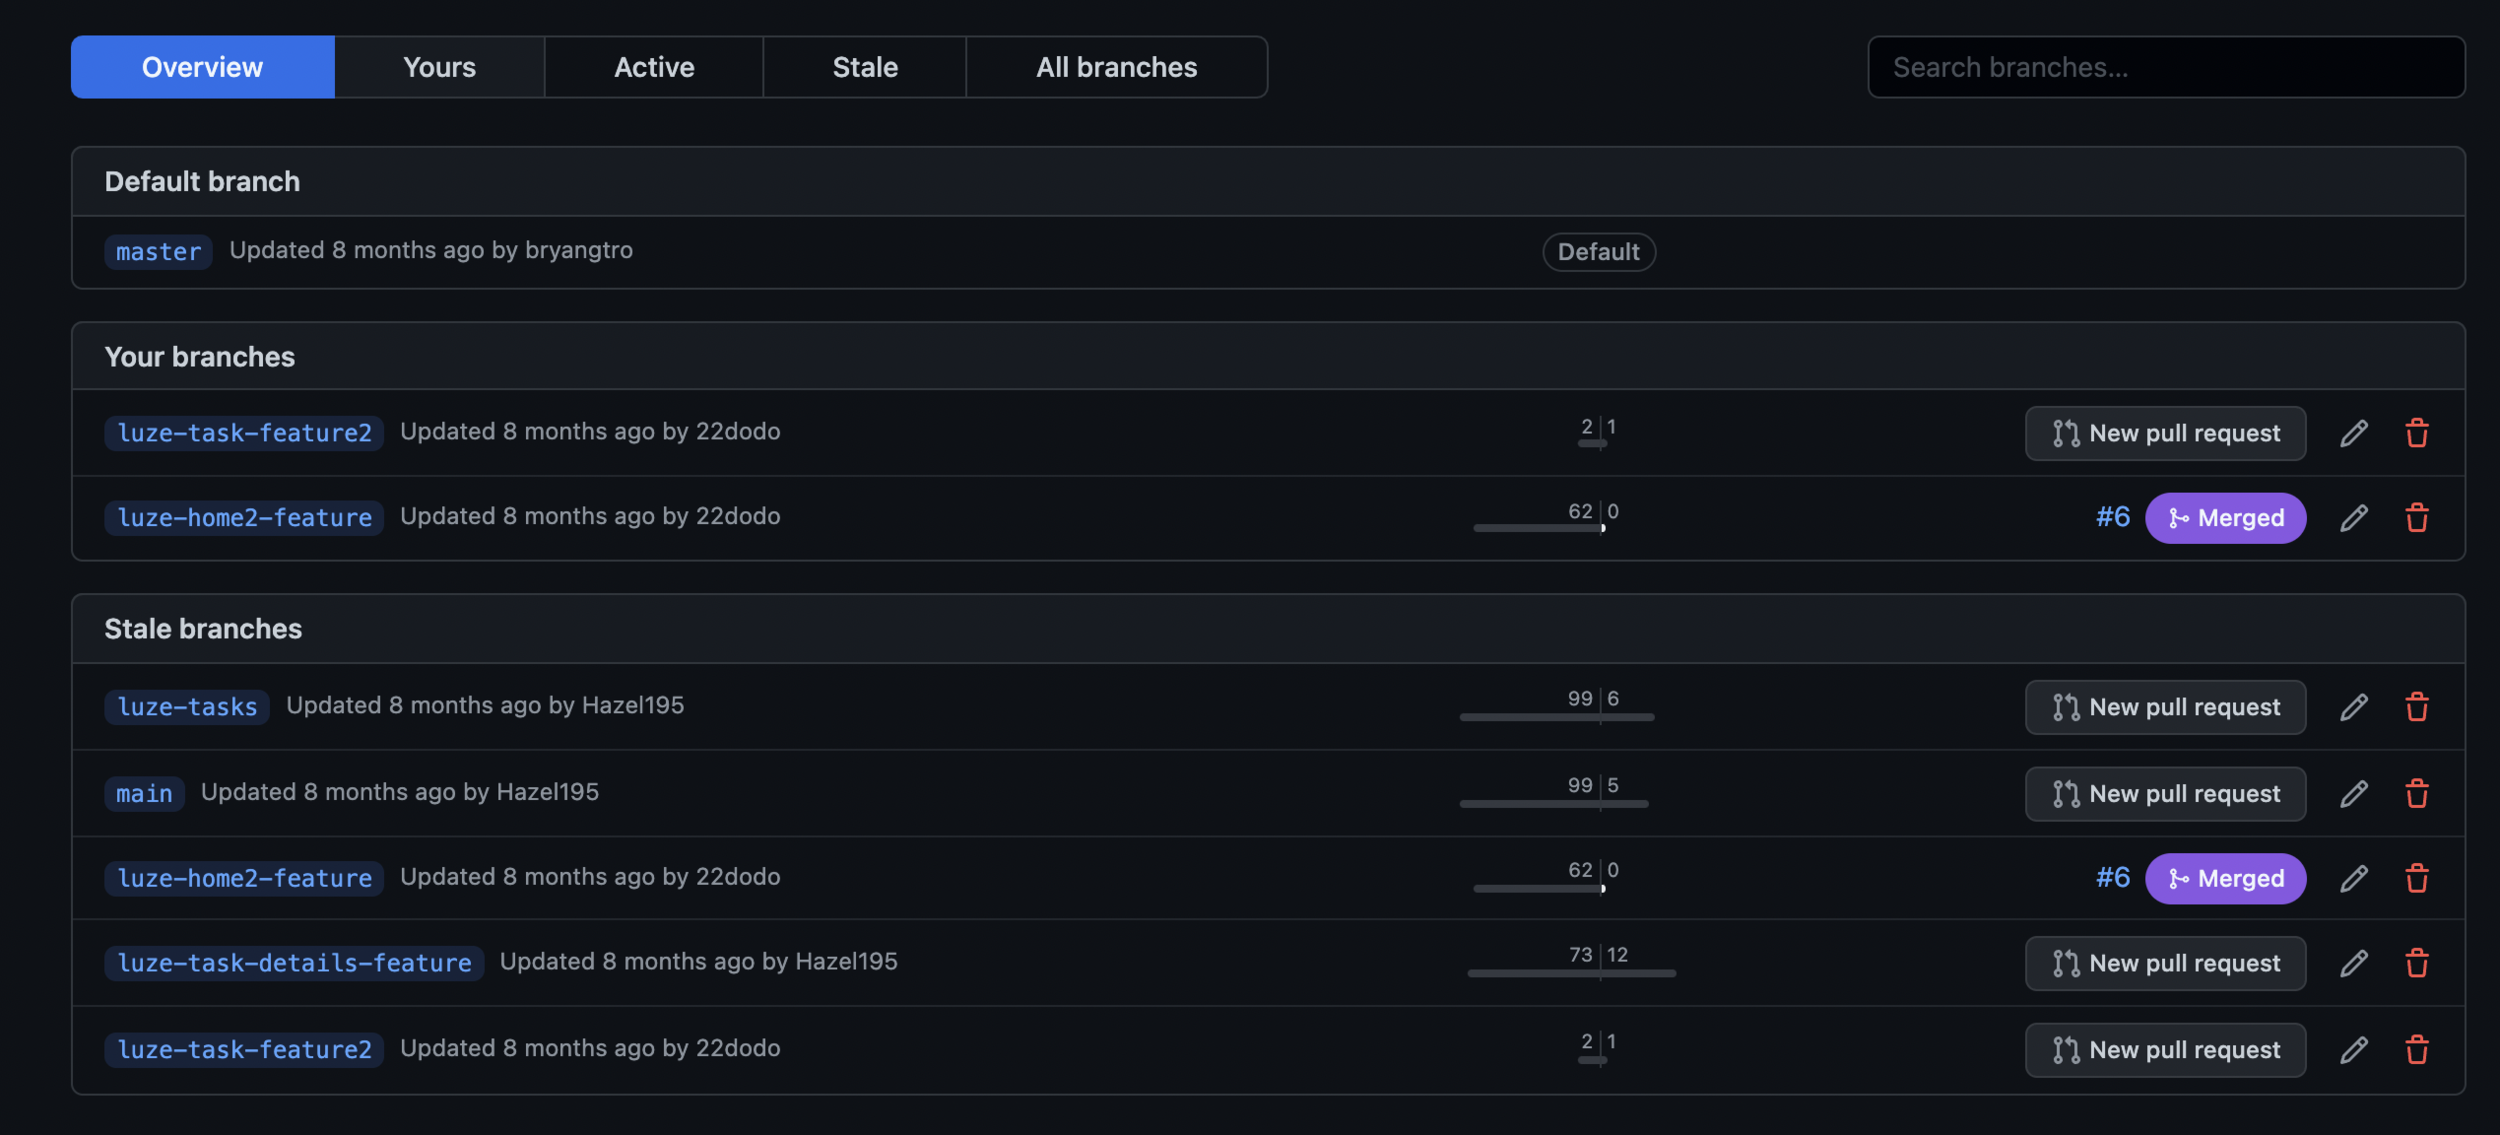 Overview Yours Active Stale All branches Search branches...
Default branch
master Updated 8 months ago by bryangtro Default
Your branches
luze-task-feature2 Updated 8 months ago by 22dodo 2 1 New pull request
luze-home2-feature Updated 8 months ago by 22dodo 62 0 #6 Merged
Stale branches
luze-tasks Updated 8 months ago by Hazel195 99 6 New pull request
main Updated 8 months ago by Hazel195 99 5 New pull request
luze-home2-feature Updated 8 months ago by 22dodo 62 0 #6 Merged
luze-task-details-feature Updated 8 months ago by Hazel195 73 12 New pull request
luze-task-feature2 Updated 8 months ago by 22dodo 2 1 New pull request